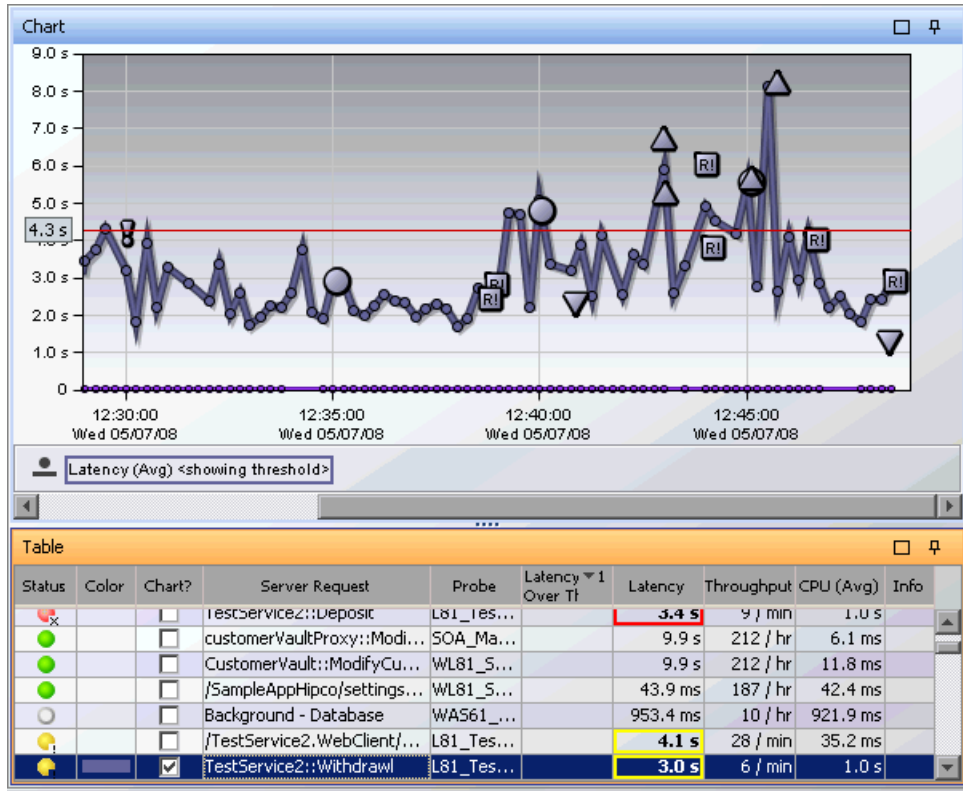 Chart
9.0 s
8.0 s
7.0 s
6.0 s
5.0 s
4.3 s
3.0 s
2.0 s
1.0 s
0
12:30:00 12:35:00 12:40:00 12:45:00
Wed 05/07/08 Wed 05/07/08 Wed 05/07/08 Wed 05/07/08
R!
R!
R!
R!
R!
R!
Latency (Avg) <showing threshold>
Table
Status Color Chart? Server Request Probe Latency 1 Over Th Latency Throughput CPU (Avg) Info
TestService2::Deposit L81_Tes... 3.4 s 9 / min 1.0 s
customerVaultProxy::Modi... SOA_Ma... 9.9 s 212 / hr 6.1 ms
CustomerVault::ModifyCu... WL81_S... 9.9 s 212 / hr 11.8 ms
/SampleAppHipco/settings... WL81_S... 43.9 ms 187 / hr 42.4 ms
Background - Database WAS61_... 953.4 ms 10 / hr 921.9 ms
/TestService2.WebClient/... L81_Tes... 4.1 s 28 / min 35.2 ms
TestService2::Withdrawl L81_Tes... 3.0 s 6 / min 1.0 s